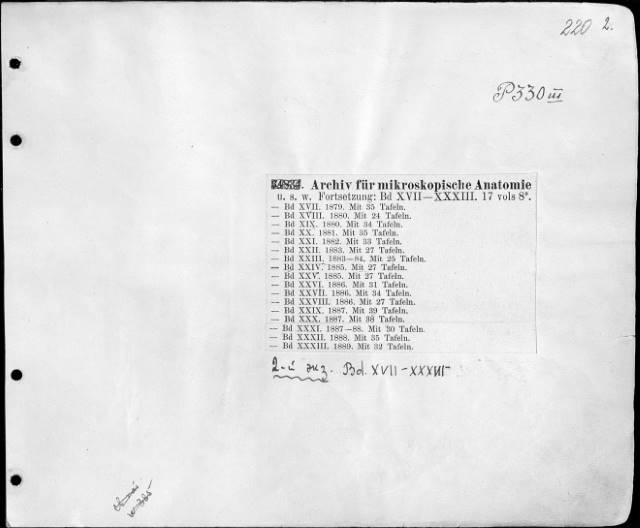 220 2.
P330 III
Archiv für mikroskopische Anatomie
u. s. w. Fortsetzung: Bd XVII—XXXIII. 17 vols 8°.
— Bd XVII. 1879. Mit 35 Tafeln.
— Bd XVIII. 1880. Mit 24 Tafeln.
— Bd XIX. 1880. Mit 34 Tafeln.
— Bd XX. 1881. Mit 35 Tafeln.
— Bd XXI. 1882. Mit 33 Tafeln.
— Bd XXII. 1883. Mit 27 Tafeln.
— Bd XXIII. 1883—84. Mit 25 Tafeln.
— Bd XXIV. 1885. Mit 27 Tafeln.
— Bd XXV. 1885. Mit 27 Tafeln.
— Bd XXVI. 1886. Mit 31 Tafeln.
— Bd XXVII. 1886. Mit 34 Tafeln.
— Bd XXVIII. 1886. Mit 27 Tafeln.
— Bd XXIX. 1887. Mit 39 Tafeln.
— Bd XXX. 1887. Mit 38 Tafeln.
— Bd XXXI. 1887—88. Mit 30 Tafeln.
— Bd XXXII. 1888. Mit 35 Tafeln.
— Bd XXXIII. 1889. Mit 32 Tafeln.
2-й экз. Bd. XVII-XXXIII